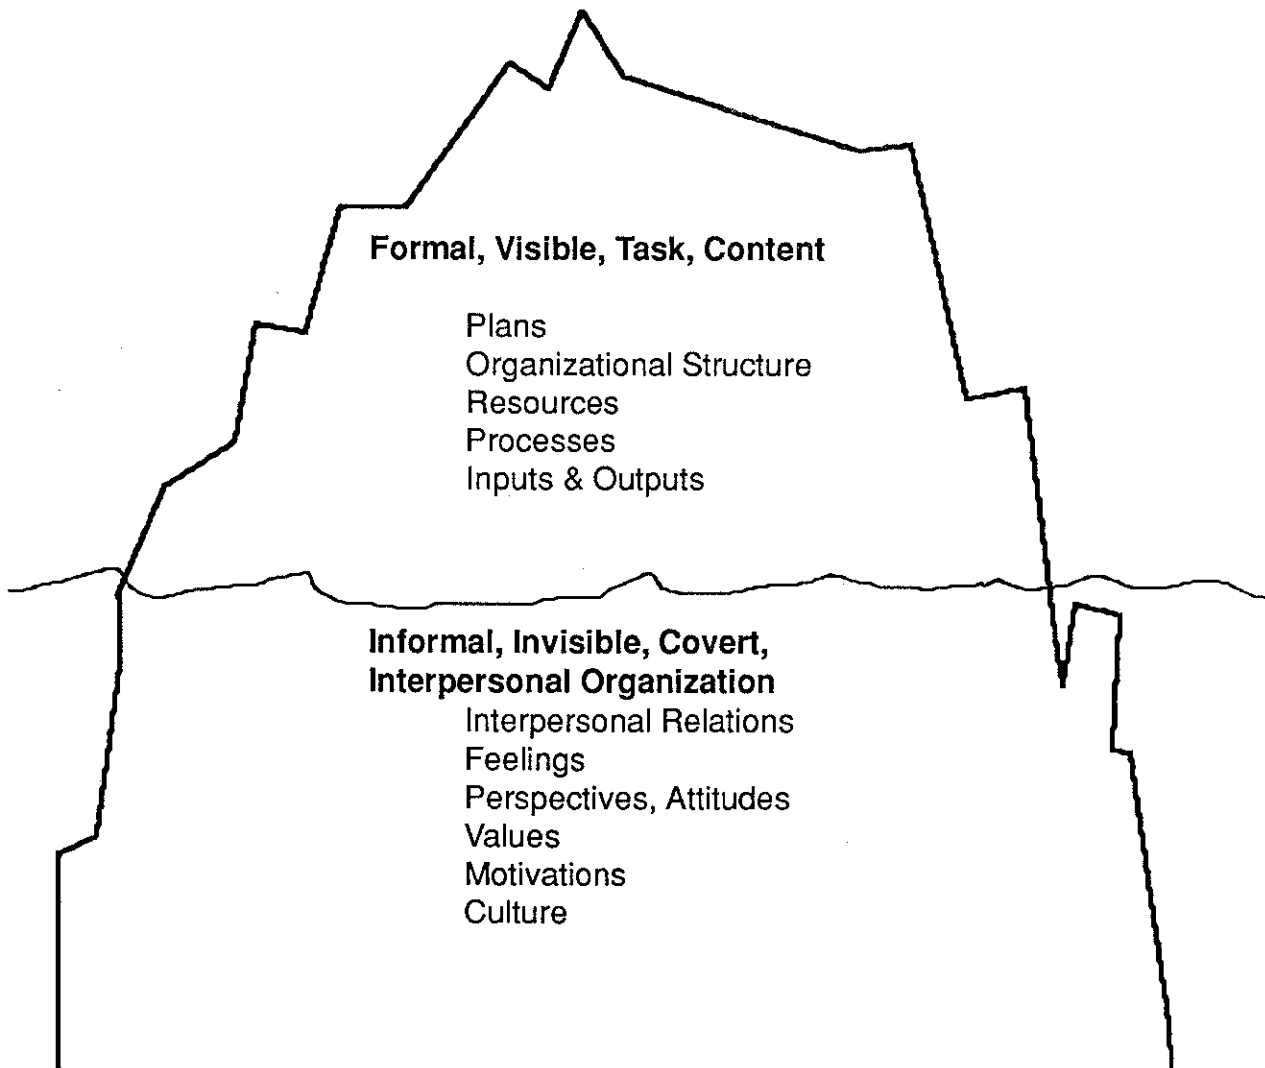 Formal, Visible, Task, Content
Plans
Organizational Structure
Resources
Processes
Inputs & Outputs
Informal, Invisible, Covert,
Interpersonal Organization
Interpersonal Relations
Feelings
Perspectives, Attitudes
Values
Motivations
Culture